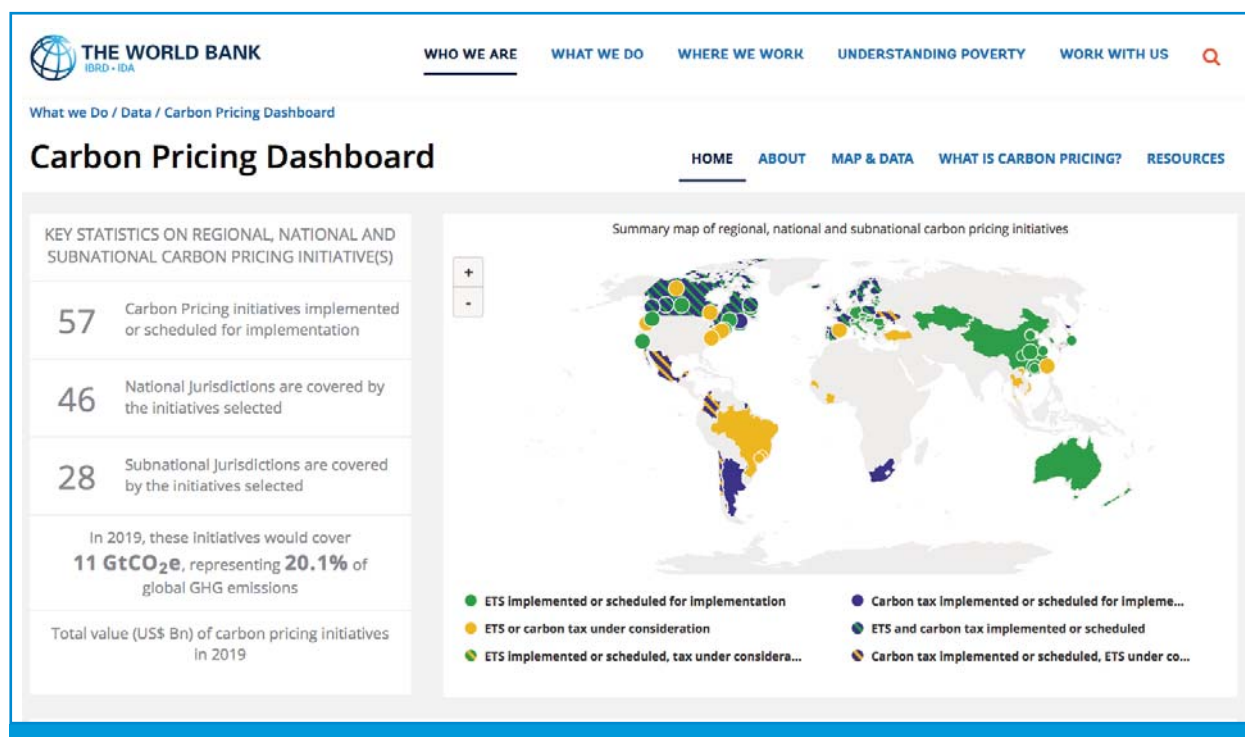 THE WORLD BANK
IBRD • IDA
WHO WE ARE
WHAT WE DO
WHERE WE WORK
UNDERSTANDING POVERTY
WORK WITH US
What we Do / Data / Carbon Pricing Dashboard
Carbon Pricing Dashboard
HOME
ABOUT
MAP & DATA
WHAT IS CARBON PRICING?
RESOURCES
KEY STATISTICS ON REGIONAL, NATIONAL AND
SUBNATIONAL CARBON PRICING INITIATIVE(S)
57
Carbon Pricing initiatives implemented
or scheduled for implementation
46
National Jurisdictions are covered by
the initiatives selected
28
Subnational Jurisdictions are covered
by the initiatives selected
In 2019, these initiatives would cover
11 GtCO₂e, representing 20.1% of
global GHG emissions
Total value (US$ Bn) of carbon pricing initiatives
in 2019
Summary map of regional, national and subnational carbon pricing initiatives
+
-
ETS implemented or scheduled for implementation
Carbon tax implemented or scheduled for impleme...
ETS or carbon tax under consideration
ETS and carbon tax implemented or scheduled
ETS implemented or scheduled, tax under considera...
Carbon tax implemented or scheduled, ETS under co...